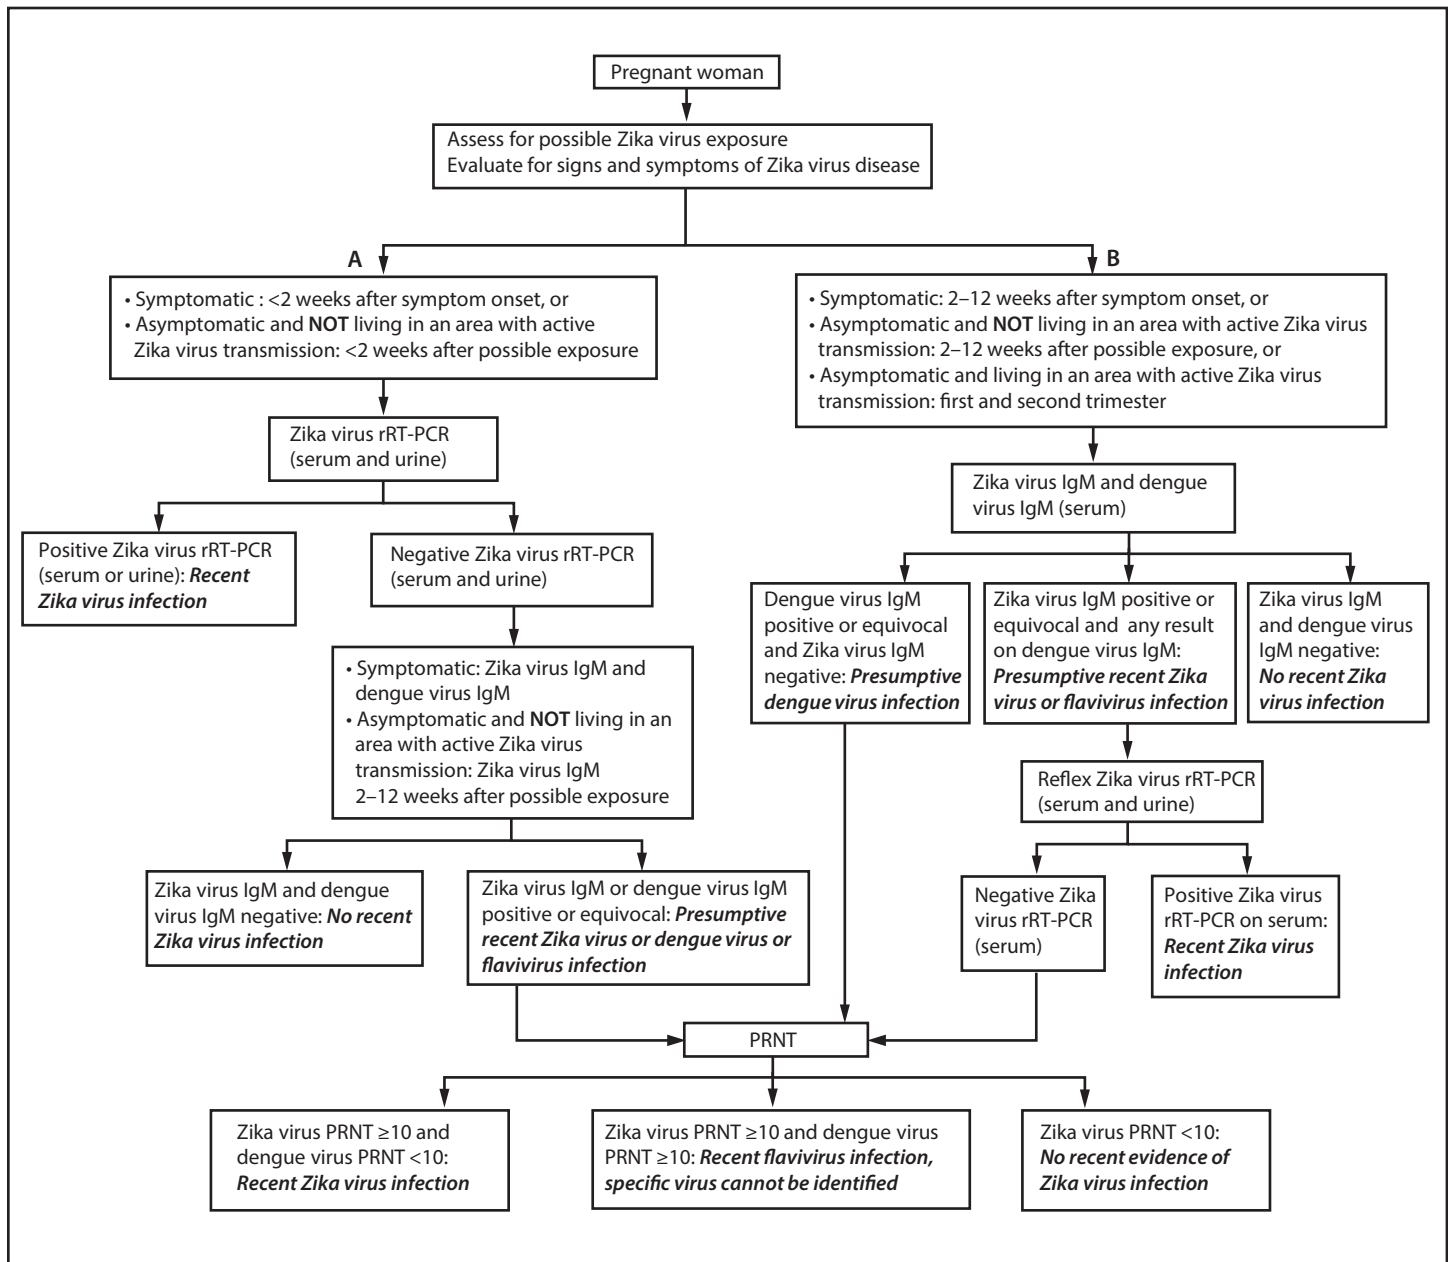 Pregnant woman
Assess for possible Zika virus exposure
Evaluate for signs and symptoms of Zika virus disease
A
• Symptomatic : <2 weeks after symptom onset, or
• Asymptomatic and NOT living in an area with active
Zika virus transmission: <2 weeks after possible exposure
B
• Symptomatic: 2–12 weeks after symptom onset, or
• Asymptomatic and NOT living in an area with active Zika virus
transmission: 2–12 weeks after possible exposure, or
• Asymptomatic and living in an area with active Zika virus
transmission: first and second trimester
Zika virus rRT-PCR
(serum and urine)
Zika virus IgM and dengue
virus IgM (serum)
Positive Zika virus rRT-PCR
(serum or urine): Recent
Zika virus infection
Negative Zika virus rRT-PCR
(serum and urine)
Dengue virus IgM
positive or equivocal
and Zika virus IgM
negative: Presumptive
dengue virus infection
Zika virus IgM positive or
equivocal and any result
on dengue virus IgM:
Presumptive recent Zika
virus or flavivirus infection
Zika virus IgM
and dengue virus
IgM negative:
No recent Zika
virus infection
• Symptomatic: Zika virus IgM and
dengue virus IgM
• Asymptomatic and NOT living in an
area with active Zika virus
transmission: Zika virus IgM
2–12 weeks after possible exposure
Reflex Zika virus rRT-PCR
(serum and urine)
Zika virus IgM and dengue
virus IgM negative: No recent
Zika virus infection
Zika virus IgM or dengue virus IgM
positive or equivocal: Presumptive
recent Zika virus or dengue virus or
flavivirus infection
Negative Zika
virus rRT-PCR
(serum)
Positive Zika virus
rRT-PCR on serum:
Recent Zika virus
infection
PRNT
Zika virus PRNT ≥10 and
dengue virus PRNT <10:
Recent Zika virus infection
Zika virus PRNT ≥10 and dengue virus
PRNT ≥10: Recent flavivirus infection,
specific virus cannot be identified
Zika virus PRNT <10:
No recent evidence of
Zika virus infection